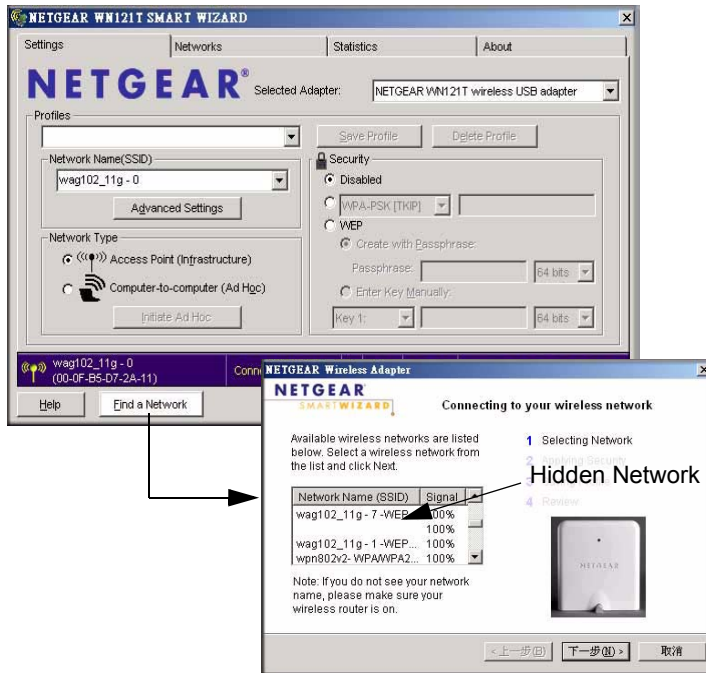 NETGEAR WN121T SMART WIZARD
Settings
Networks
Statistics
About
NETGEAR®
Selected Adapter:
NETGEAR WN121T wireless USB adapter
Profiles
Save Profile
Delete Profile
Network Name(SSID)
wag102_11g - 0
Advanced Settings
Network Type
Access Point (Infrastructure)
Computer-to-computer (Ad Hoc)
Initiate Ad Hoc
Security
Disabled
WPA-PSK [TKIP]
WEP
Create with Passphrase:
Passphrase:
64 bits
Enter Key Manually:
Key 1:
64 bits
wag102_11g - 0
(00-0F-B5-D7-2A-11)
Help
Find a Network
NETGEAR Wireless Adapter
NETGEAR
SMARTWIZARD
Connecting to your wireless network
Available wireless networks are listed
below. Select a wireless network from
the list and click Next.
Network Name (SSID) Signal
wag102_11g - 7 -WEP 100%
100%
wag102_11g - 1 -WEP... 100%
wpn802v2- WPA/WPA2... 100%
Note: If you do not see your network
name, please make sure your
wireless router is on.
1 Selecting Network
2 Applying Security
3
4 Review
Hidden Network
NETGEAR
<上一步(B)
下一步(N) >
取消